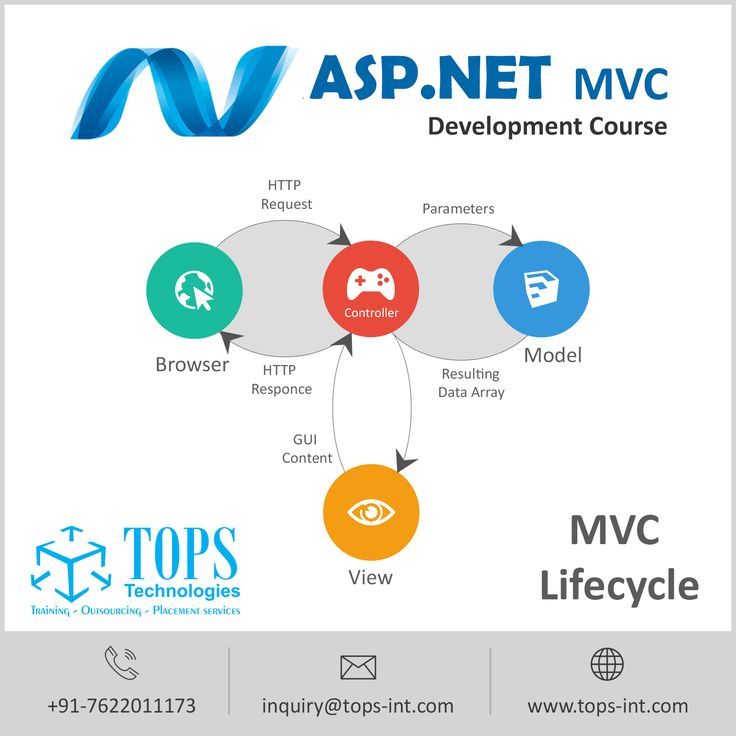 ASP.NET MVC
Development Course
HTTP
Request
Parameters
Controller
Browser
Model
HTTP
Responce
Resulting
Data Array
GUI
Content
View
MVC
Lifecycle
TOPS
Technologies
Training - Outsourcing - Placement services
+91-7622011173
inquiry@tops-int.com
www.tops-int.com